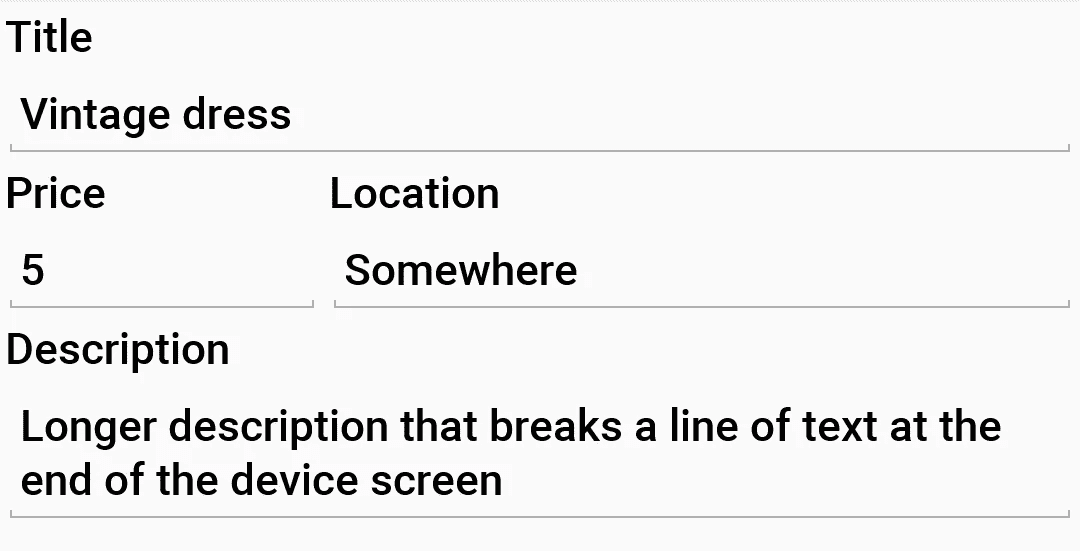 Title
Vintage dress
Price Location
5 Somewhere
Description
Longer description that breaks a line of text at the
end of the device screen